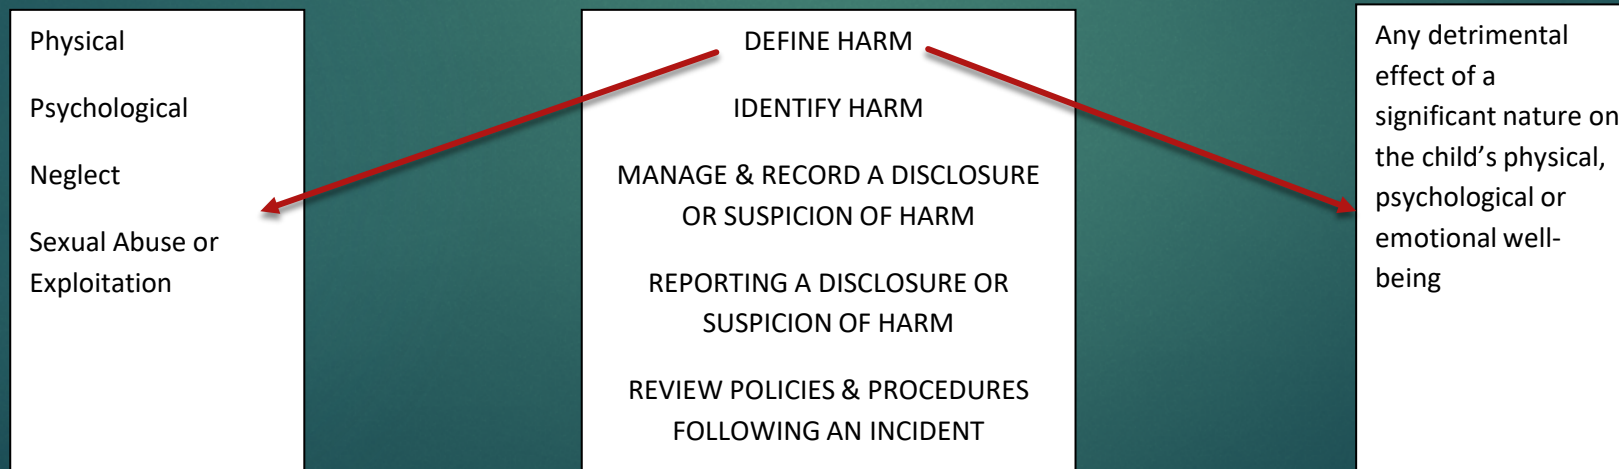 Physical
Psychological
Neglect
Sexual Abuse or
Exploitation
DEFINE HARM
IDENTIFY HARM
MANAGE & RECORD A DISCLOSURE
OR SUSPICION OF HARM
REPORTING A DISCLOSURE OR
SUSPICION OF HARM
REVIEW POLICIES & PROCEDURES
FOLLOWING AN INCIDENT
Any detrimental
effect of a
significant nature on
the child’s physical,
psychological or
emotional well-
being